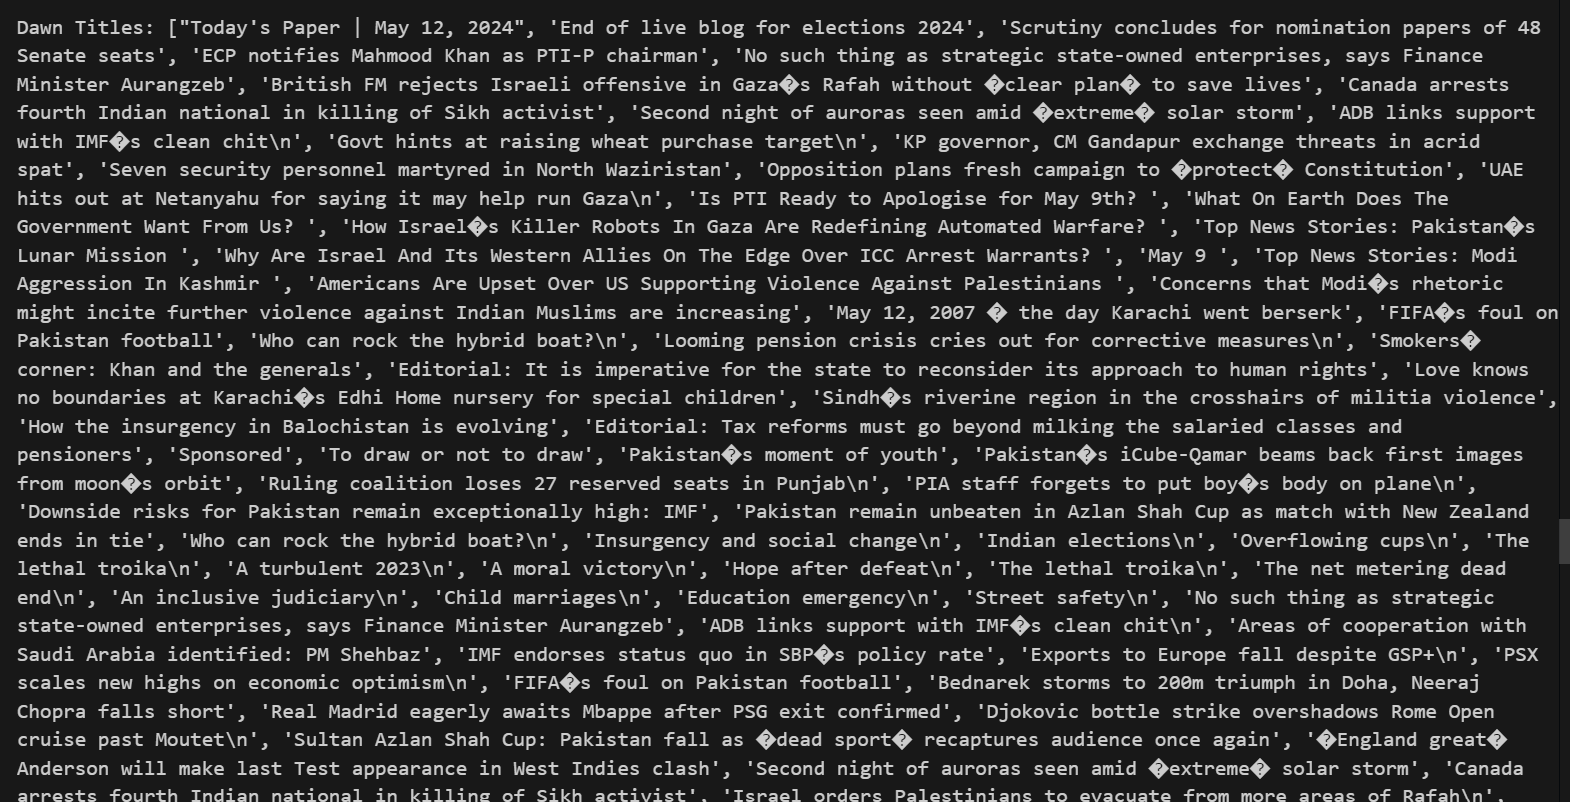 Dawn Titles: ["Today's Paper | May 12, 2024", 'End of live blog for elections 2024', 'Scrutiny concludes for nomination papers of 48
Senate seats', 'ECP notifies Mahmood Khan as PTI-P chairman', 'No such thing as strategic state-owned enterprises, says Finance
Minister Aurangzeb', 'British FM rejects Israeli offensive in Gaza�s Rafah without �clear plan� to save lives', 'Canada arrests
fourth Indian national in killing of Sikh activist', 'Second night of auroras seen amid �extreme� solar storm', 'ADB links support
with IMF�s clean chit\n', 'Govt hints at raising wheat purchase target\n', 'KP governor, CM Gandapur exchange threats in acrid
spat', 'Seven security personnel martyred in North Waziristan', 'Opposition plans fresh campaign to �protect� Constitution', 'UAE
hits out at Netanyahu for saying it may help run Gaza\n', 'Is PTI Ready to Apologise for May 9th? ', 'What On Earth Does The
Government Want From Us? ', 'How Israel�s Killer Robots In Gaza Are Redefining Automated Warfare? ', 'Top News Stories: Pakistan�s
Lunar Mission ', 'Why Are Israel And Its Western Allies On The Edge Over ICC Arrest Warrants? ', 'May 9 ', 'Top News Stories: Modi
Aggression In Kashmir ', 'Americans Are Upset Over US Supporting Violence Against Palestinians ', 'Concerns that Modi�s rhetoric
might incite further violence against Indian Muslims are increasing', 'May 12, 2007 � the day Karachi went berserk', 'FIFA�s foul on
Pakistan football', 'Who can rock the hybrid boat?\n', 'Looming pension crisis cries out for corrective measures\n', 'Smokers�
corner: Khan and the generals', 'Editorial: It is imperative for the state to reconsider its approach to human rights', 'Love knows
no boundaries at Karachi�s Edhi Home nursery for special children', 'Sindh�s riverine region in the crosshairs of militia violence',
'How the insurgency in Balochistan is evolving', 'Editorial: Tax reforms must go beyond milking the salaried classes and
pensioners', 'Sponsored', 'To draw or not to draw', 'Pakistan�s moment of youth', 'Pakistan�s iCube-Qamar beams back first images
from moon�s orbit', 'Ruling coalition loses 27 reserved seats in Punjab\n', 'PIA staff forgets to put boy�s body on plane\n',
'Downside risks for Pakistan remain exceptionally high: IMF', 'Pakistan remain unbeaten in Azlan Shah Cup as match with New Zealand
ends in tie', 'Who can rock the hybrid boat?\n', 'Insurgency and social change\n', 'Indian elections\n', 'Overflowing cups\n', 'The
lethal troika\n', 'A turbulent 2023\n', 'A moral victory\n', 'Hope after defeat\n', 'The lethal troika\n', 'The net metering dead
end\n', 'An inclusive judiciary\n', 'Child marriages\n', 'Education emergency\n', 'Street safety\n', 'No such thing as strategic
state-owned enterprises, says Finance Minister Aurangzeb', 'ADB links support with IMF�s clean chit\n', 'Areas of cooperation with
Saudi Arabia identified: PM Shehbaz', 'IMF endorses status quo in SBP�s policy rate', 'Exports to Europe fall despite GSP+\n', 'PSX
scales new highs on economic optimism\n', 'FIFA�s foul on Pakistan football', 'Bednarek storms to 200m triumph in Doha, Neeraj
Chopra falls short', 'Real Madrid eagerly awaits Mbappe after PSG exit confirmed', 'Djokovic bottle strike overshadows Rome Open
cruise past Moutet\n', 'Sultan Azlan Shah Cup: Pakistan fall as �dead sport� recaptures audience once again', '�England great�
Anderson will make last Test appearance in West Indies clash', 'Second night of auroras seen amid �extreme� solar storm', 'Canada
arrests fourth Indian national in killing of Sikh activist', 'Israel orders Palestinians to evacuate from more areas of Rafah\n',